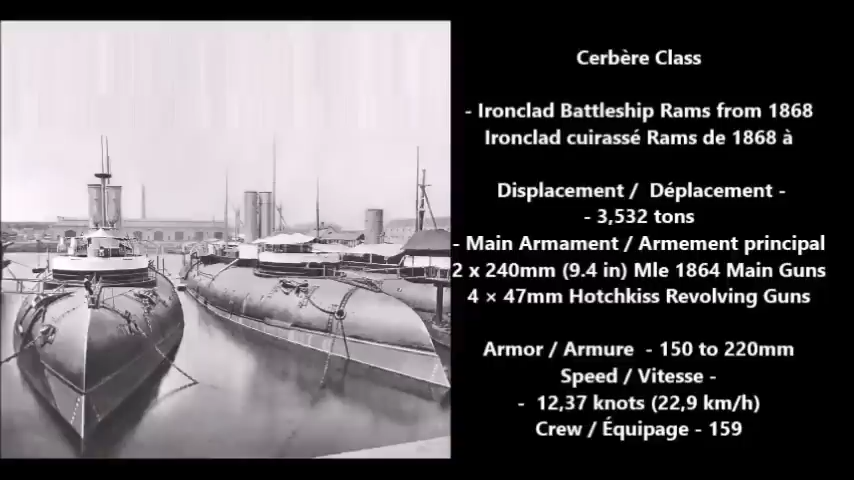 Cerbère Class
- Ironclad Battleship Rams from 1868
Ironclad cuirassé Rams de 1868 à
Displacement / Déplacement -
- 3,532 tons
- Main Armament / Armement principal
2 x 240mm (9.4 in) Mle 1864 Main Guns
4 × 47mm Hotchkiss Revolving Guns
Armor / Armure - 150 to 220mm
Speed / Vitesse -
- 12,37 knots (22,9 km/h)
Crew / Équipage - 159